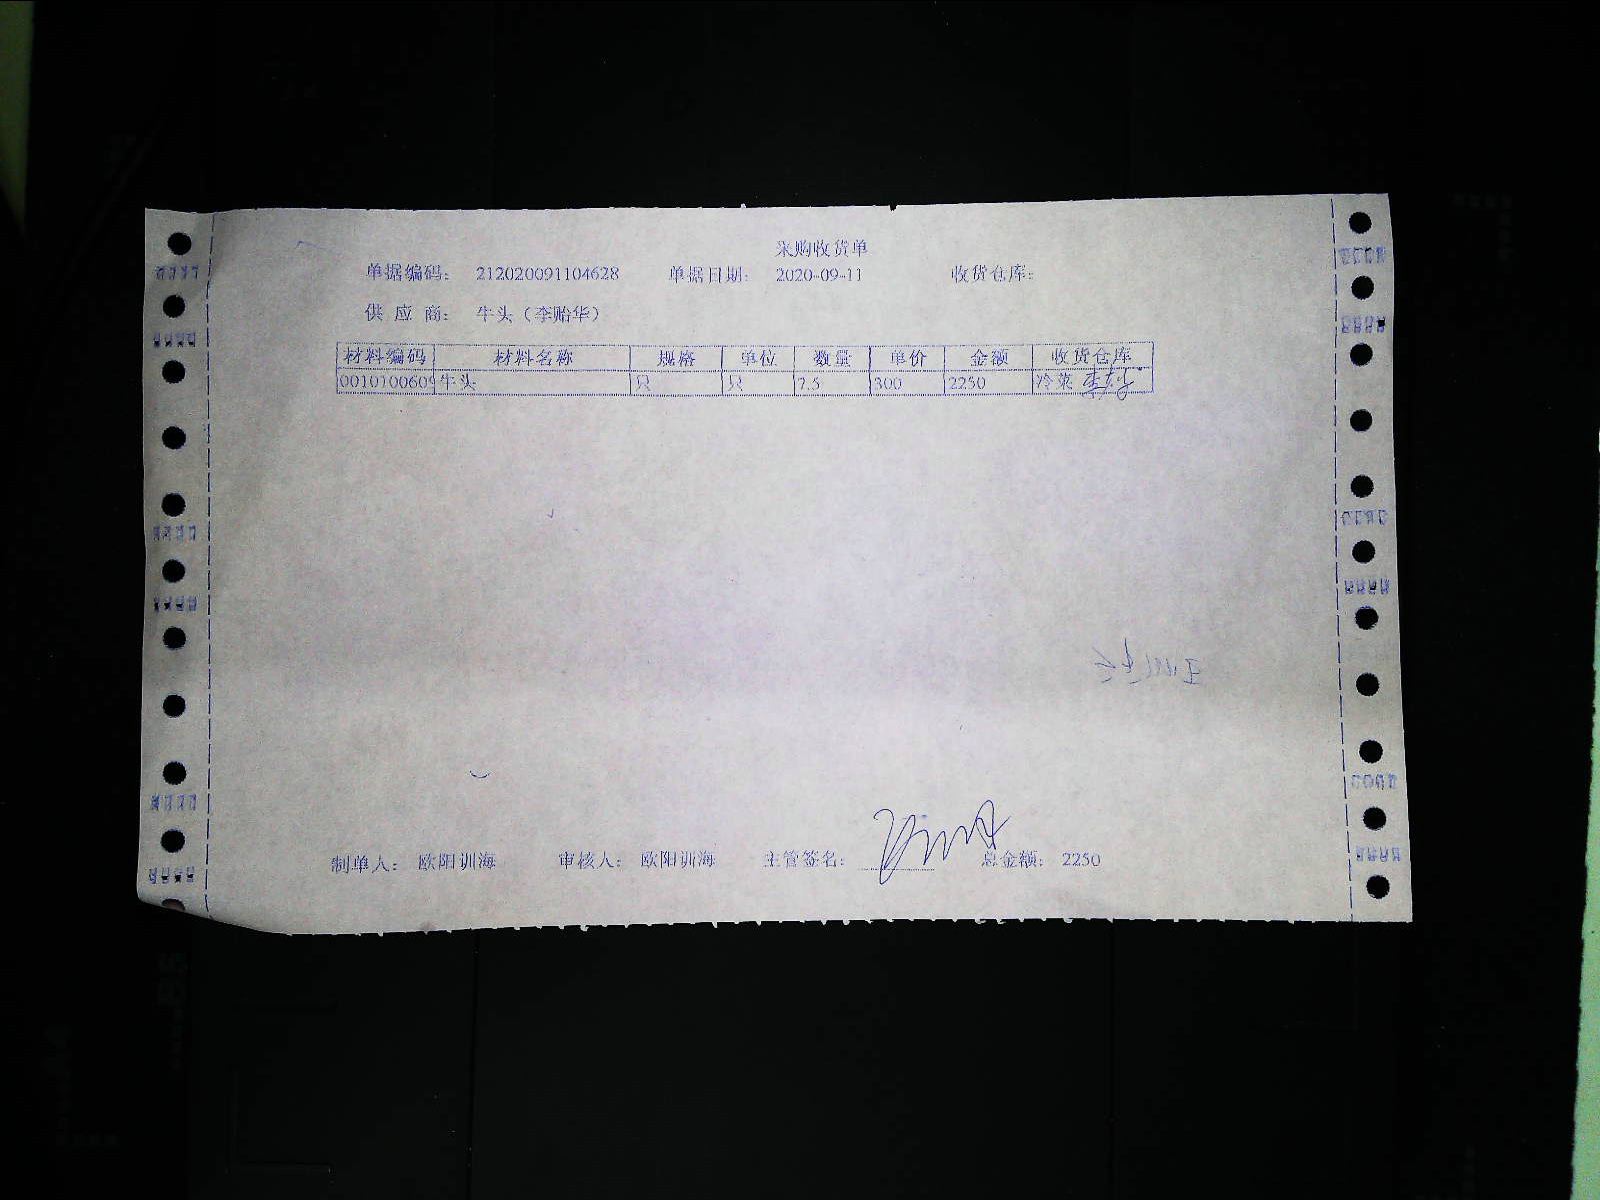 采购收货单
单据编码： 212020091104628 单据日期： 2020-09-11 收货仓库：
供 应 商： 牛头（李贻华）
材料编码 材料名称 规格 单位 数量 单价 金额 收货仓库
0010100609 牛头 只 只 7.5 300 2250 冷菜
制单人： 欧阳训海 审核人： 欧阳训海 主管签名： 总金额： 2250